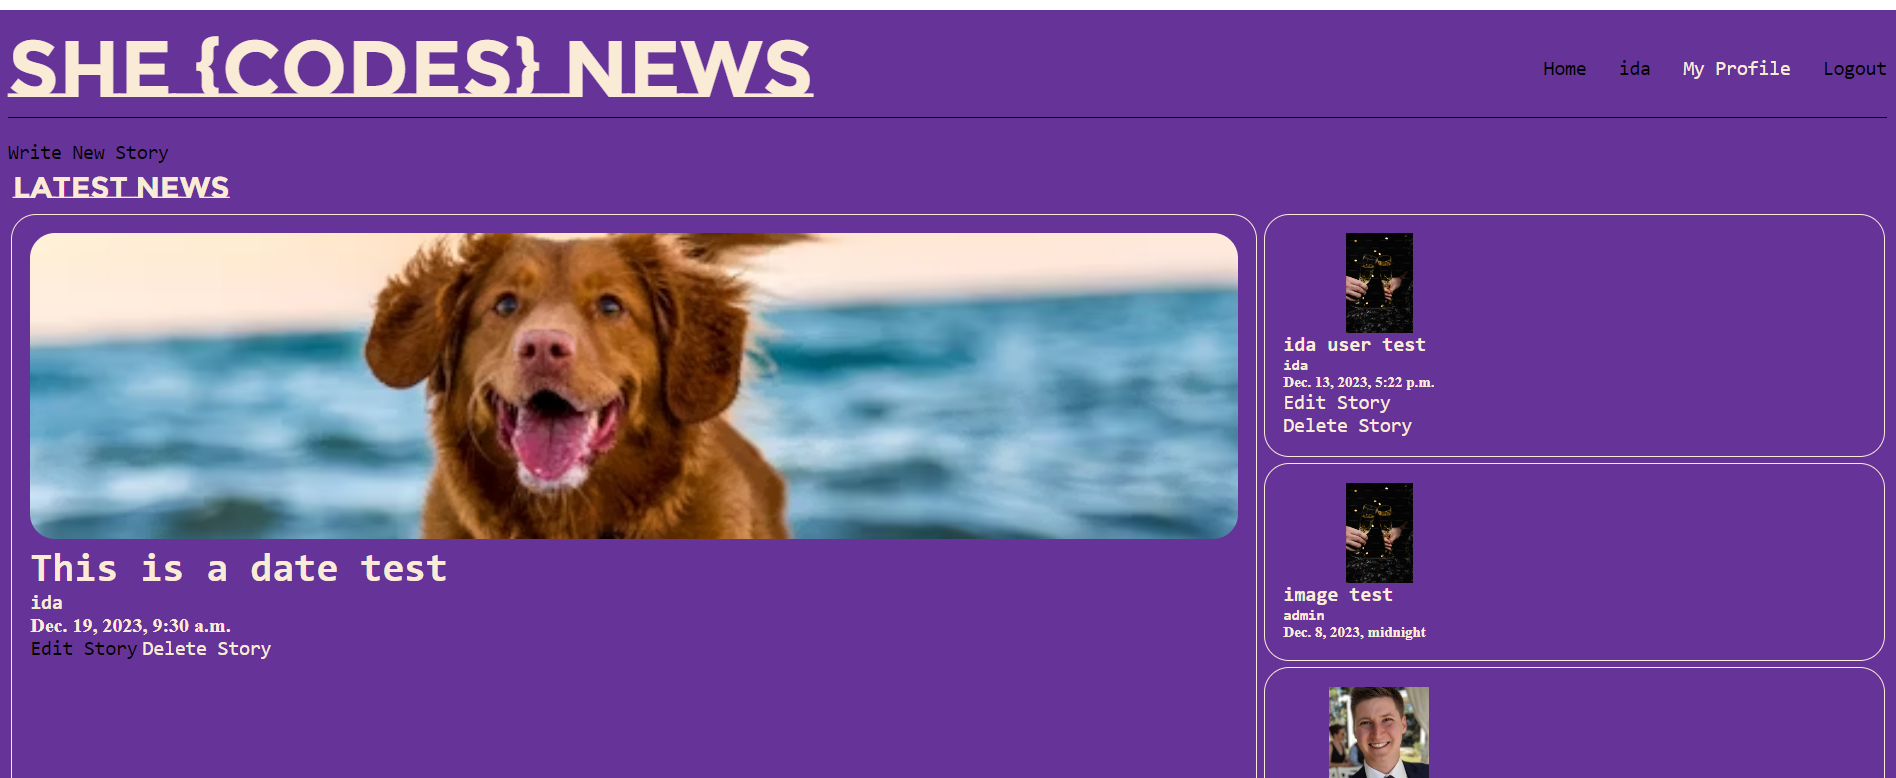 SHE {CODES} NEWS
Home ida My Profile Logout
Write New Story
LATEST NEWS
This is a date test
ida
Dec. 19, 2023, 9:30 a.m.
Edit Story Delete Story
ida user test
ida
Dec. 13, 2023, 5:22 p.m.
Edit Story
Delete Story
image test
admin
Dec. 8, 2023, midnight